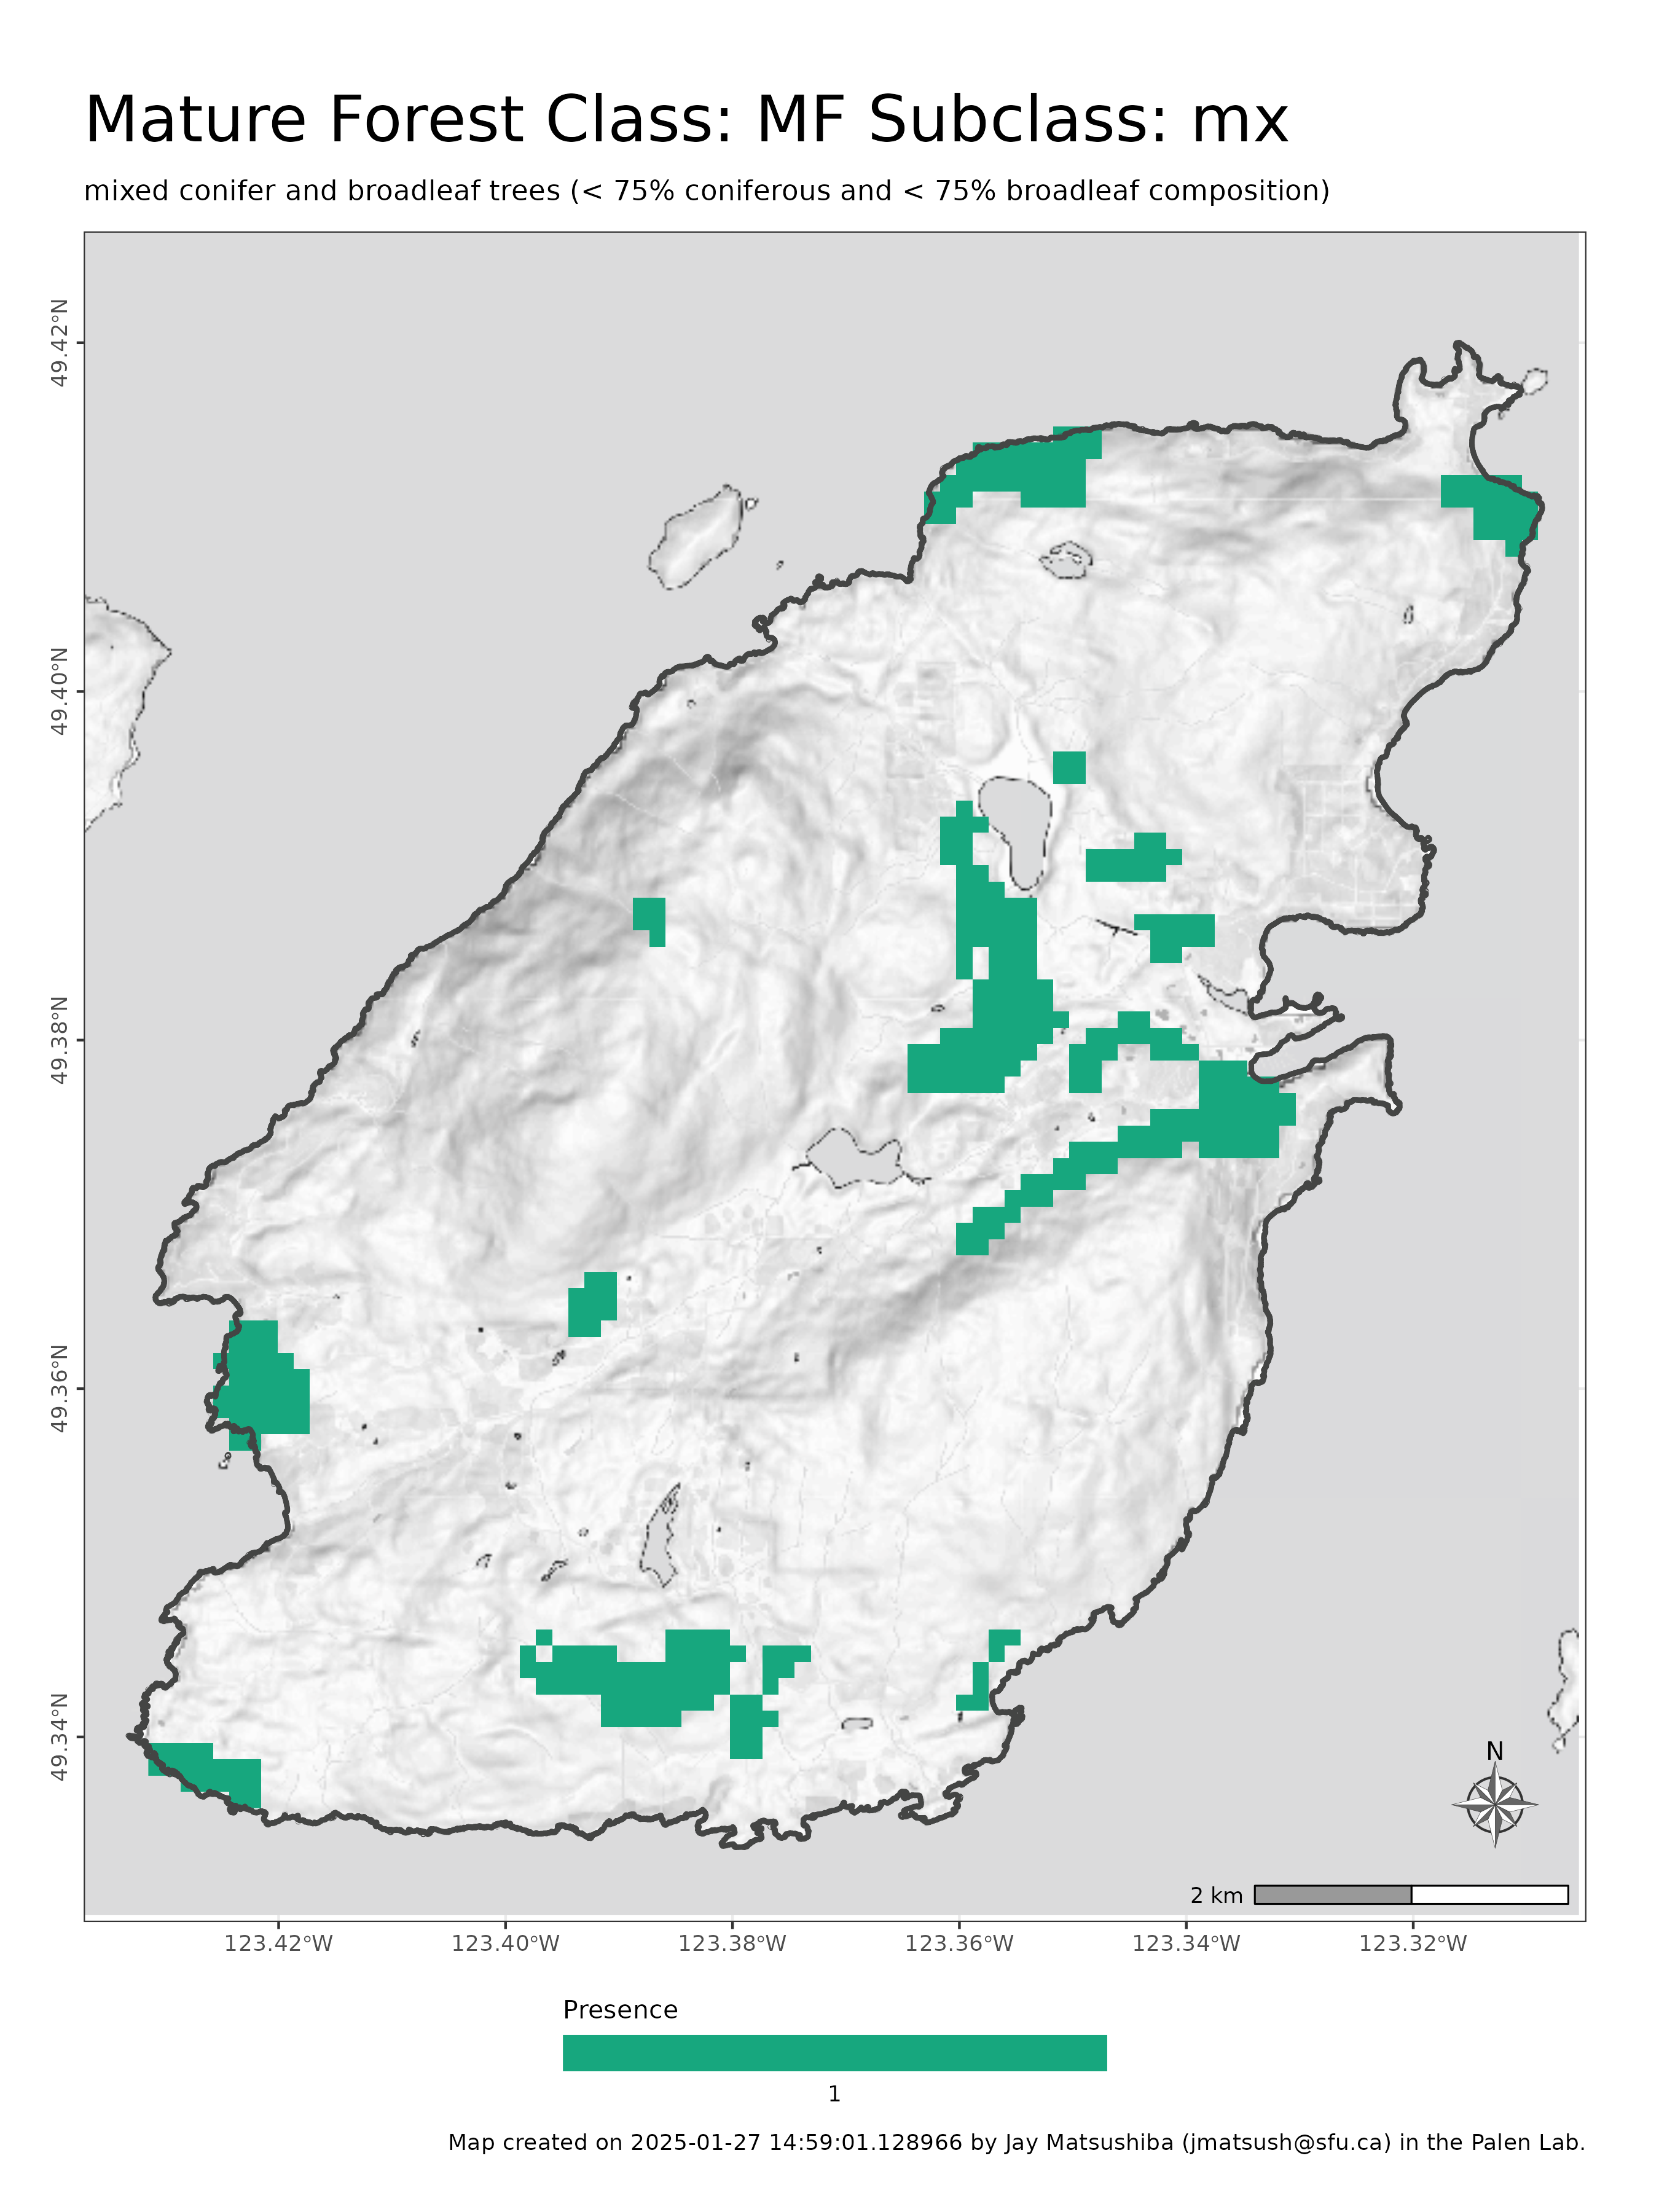 Mature Forest Class: MF Subclass: mx
mixed conifer and broadleaf trees (< 75% coniferous and < 75% broadleaf composition)
49.42°N
49.40°N
49.38°N
49.36°N
49.34°N
N
2 km
123.42°W 123.40°W 123.38°W 123.36°W 123.34°W 123.32°W
Presence
1
Map created on 2025-01-27 14:59:01.128966 by Jay Matsushiba (jmatsush@sfu.ca) in the Palen Lab.